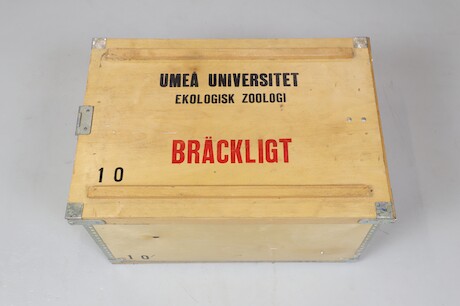 UMEÅ UNIVERSITET
EKOLOGISK ZOOLOGI
BRÄCKLIGT
10
10